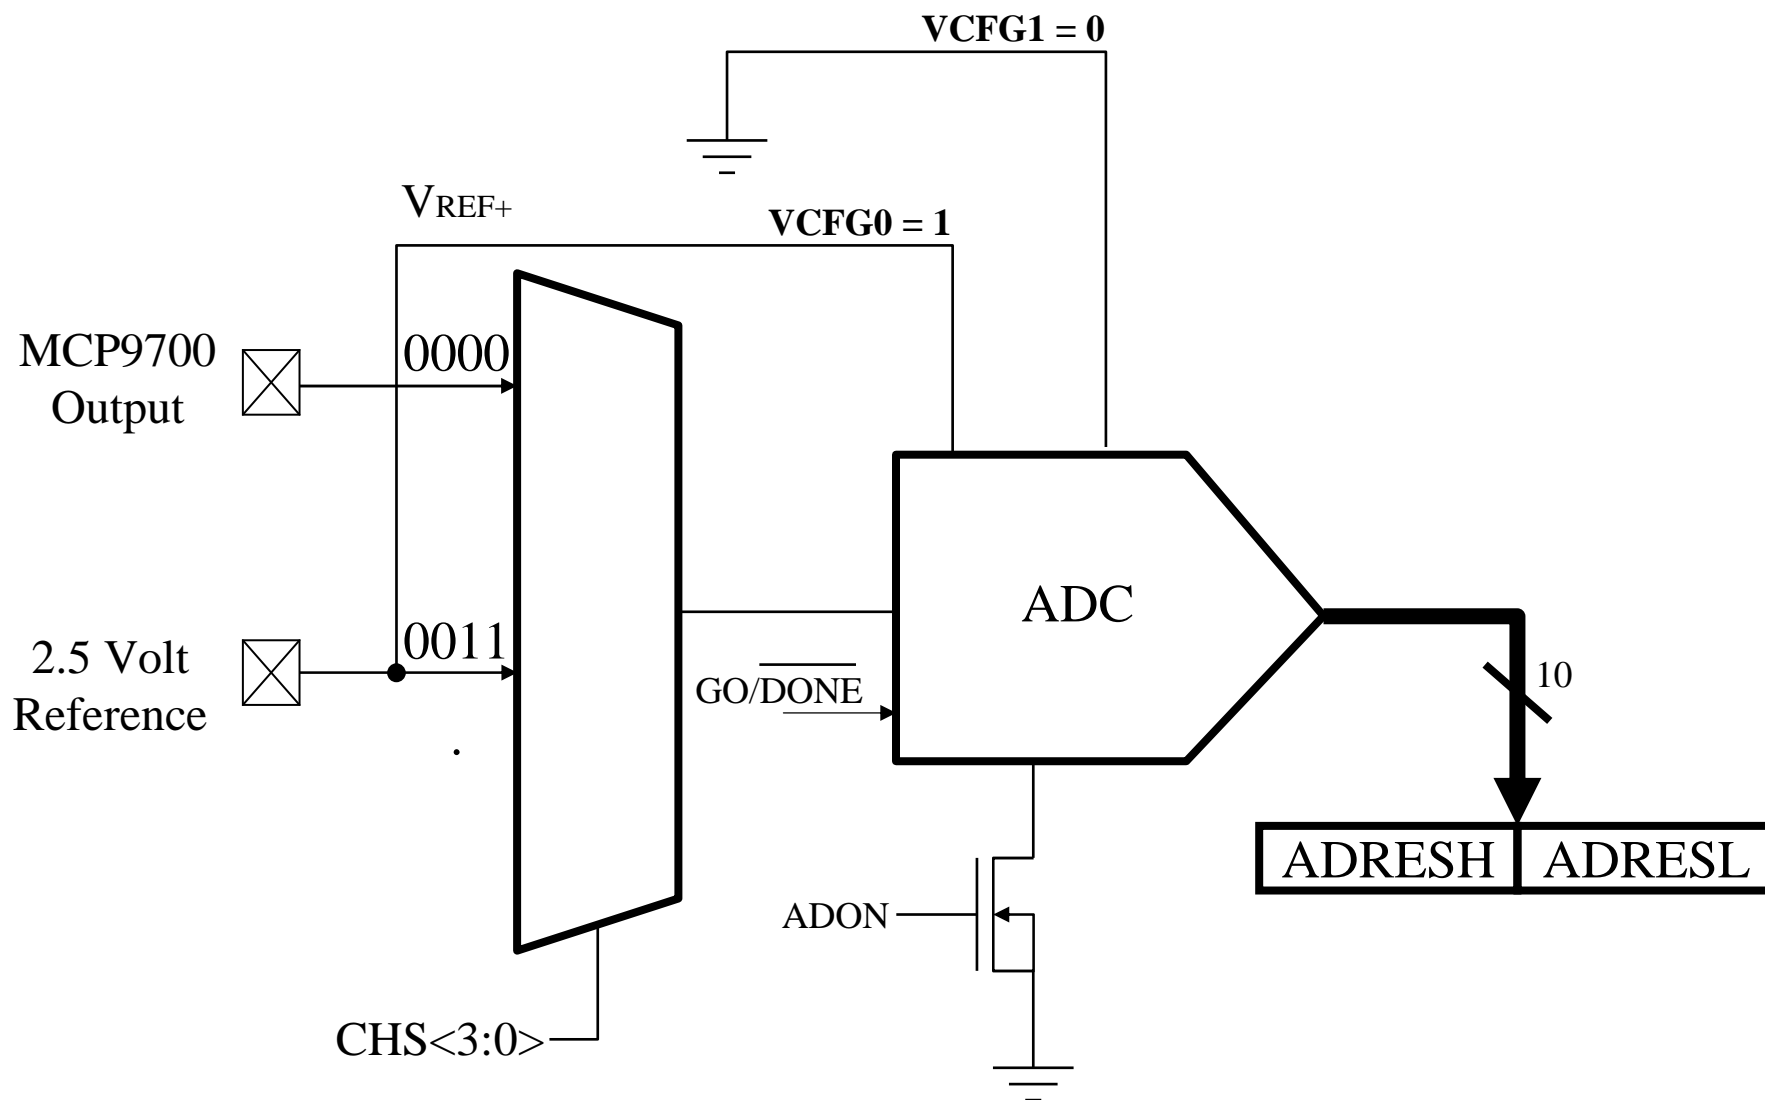 VCFG1 = 0
VREF+
VCFG0 = 1
MCP9700
Output
0000
2.5 Volt
Reference
0011
.
GO/DONE
ADC
10
ADRESH
ADRESL
ADON
CHS<3:0>